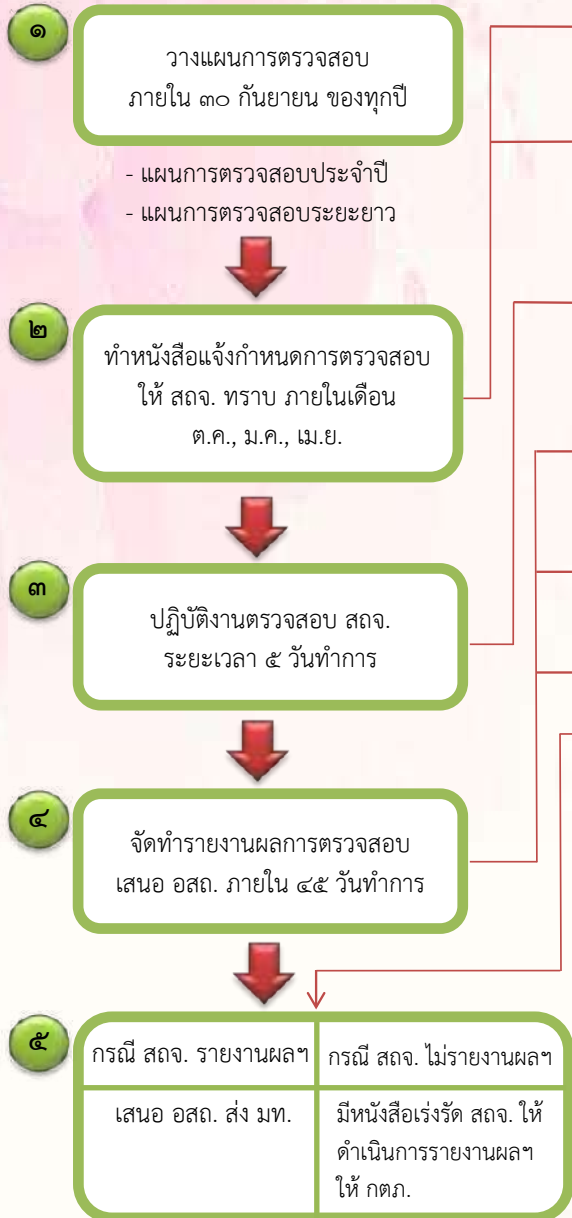 ๑
วางแผนการตรวจสอบ
ภายใน ๓๐ กันยายน ของทุกปี
- แผนการตรวจสอบประจำปี
- แผนการตรวจสอบระยะยาว
๒
ทำหนังสือแจ้งกำหนดการตรวจสอบ
ให้ สถจ. ทราบ ภายในเดือน
ต.ค., ม.ค., เม.ย.
๓
ปฏิบัติงานตรวจสอบ สถจ.
ระยะเวลา ๕ วันทำการ
๔
จัดทำรายงานผลการตรวจสอบ
เสนอ อสถ. ภายใน ๔๕ วันทำการ
๕
กรณี สถจ. รายงานผลฯ
เสนอ อสถ. ส่ง มท.
กรณี สถจ. ไม่รายงานผลฯ
มีหนังสือเร่งรัด สถจ. ให้
ดำเนินการรายงานผลฯ
ให้ กตภ.